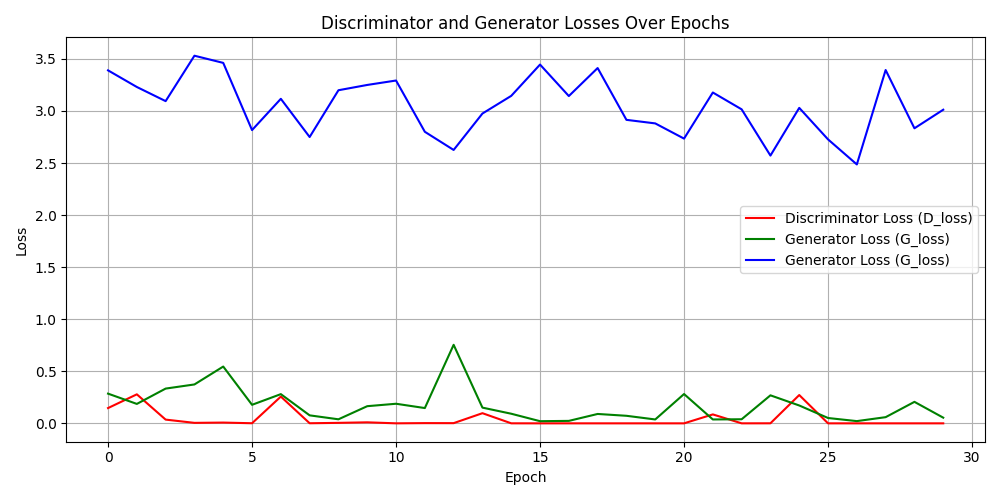 Discriminator and Generator Losses Over Epochs
3.5
3.0
2.5
2.0
1.5
1.0
0.5
0.0
Loss
Discriminator Loss (D_loss)
Generator Loss (G_loss)
Generator Loss (G_loss)
0 5 10 15 20 25 30
Epoch